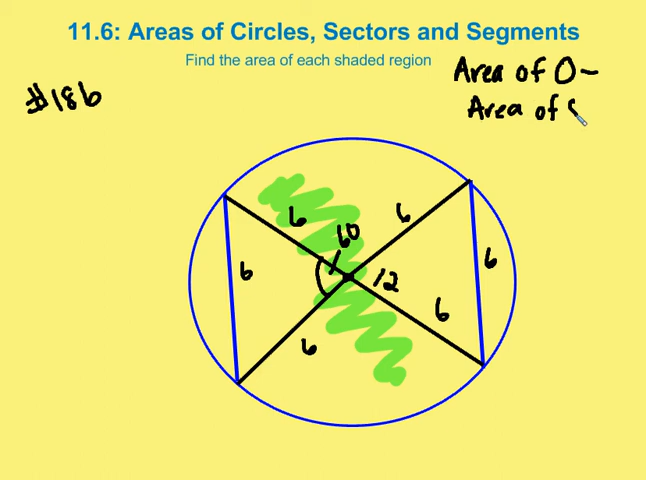 11.6: Areas of Circles, Sectors and Segments
Find the area of each shaded region
Area of O-
#18b
Area of
6
60
6
6
12
6
6
6